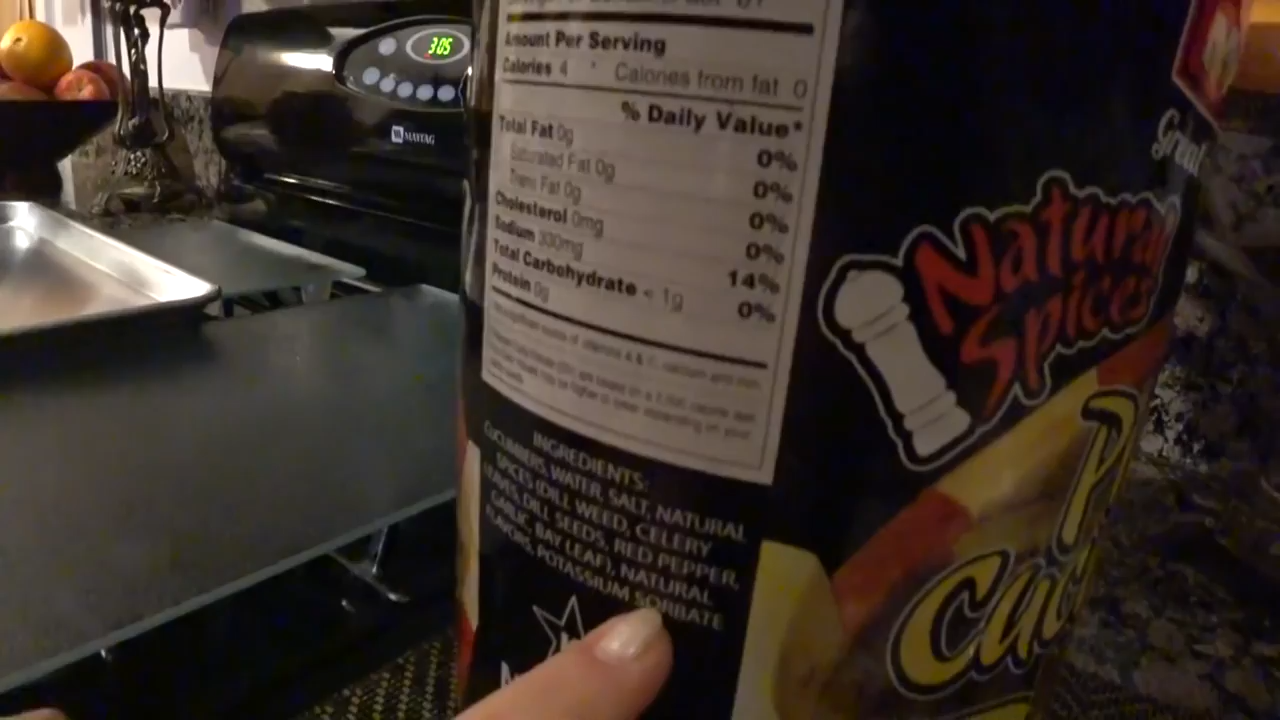 3:05
MAYTAG
Amount Per Serving
Calories 4 Calories from fat 0
% Daily Value*
Total Fat 0g 0%
Saturated Fat 0g 0%
Trans Fat 0g 0%
Cholesterol 0mg 0%
Sodium 330mg 14%
Total Carbohydrate < 1g 0%
Protein 0g
INGREDIENTS:
CUCUMBERS, WATER, SALT, NATURAL
SPICES (DILL WEED, CELERY
LEAVES, DILL SEEDS, RED PEPPER,
GARLIC, BAY LEAF), NATURAL
FLAVORS, POTASSIUM SORBATE
Natural
Spices